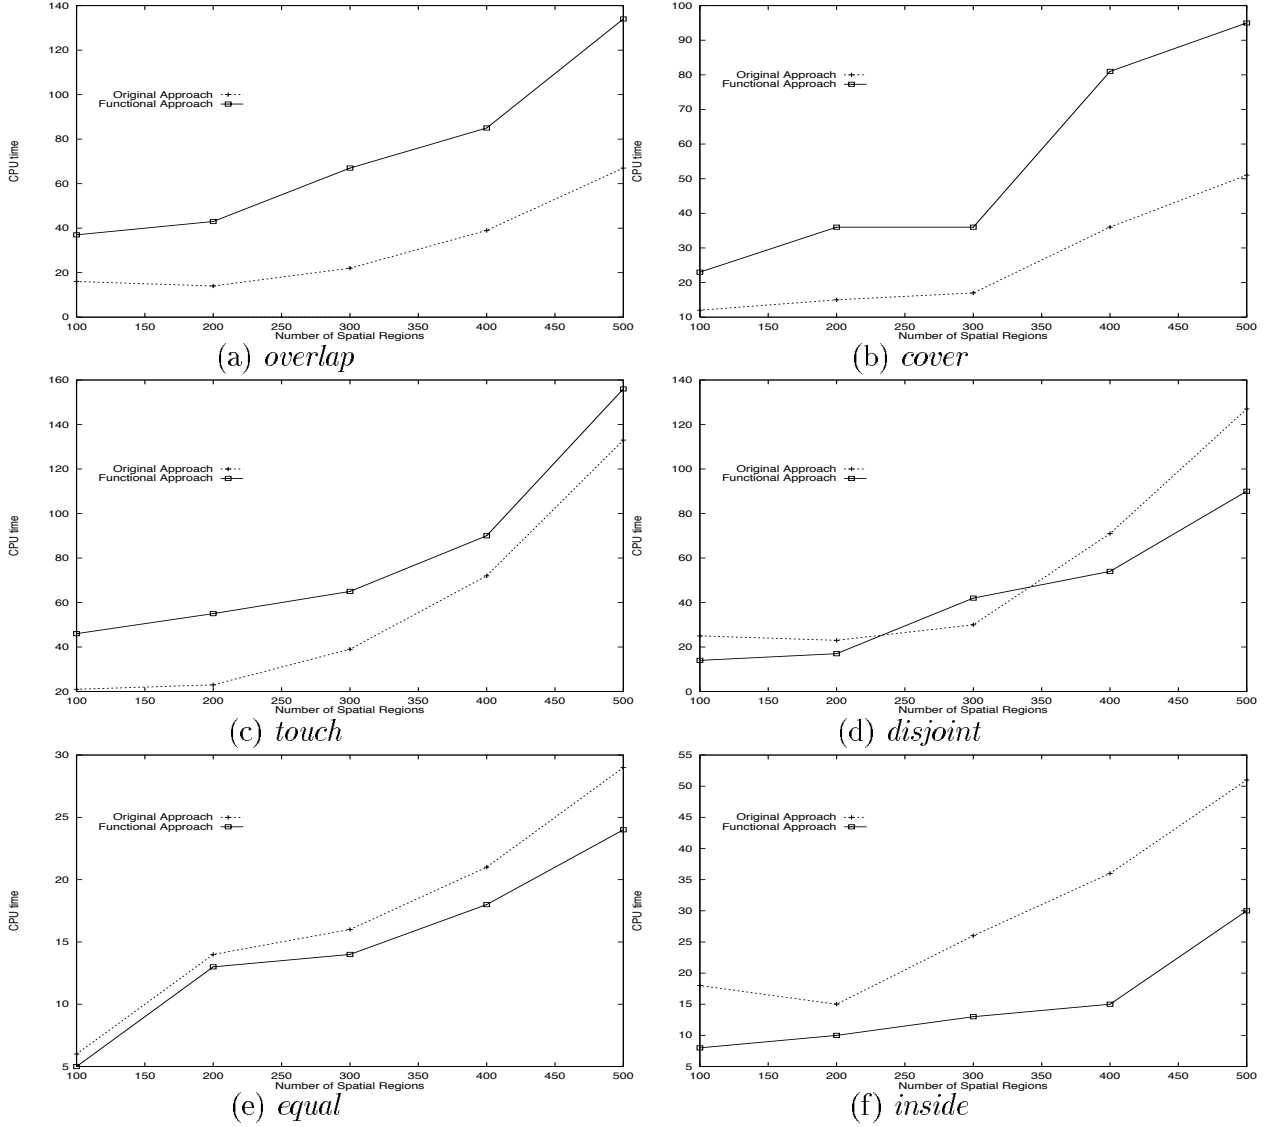 140
120
100
80
60
40
20
0
CPU time
Original Approach
Functional Approach
100 150 200 250 300 350 400 450 500
Number of Spatial Regions
(a) overlap
100
90
80
70
60
50
40
30
20
10
CPU time
Original Approach
Functional Approach
100 150 200 250 300 350 400 450 500
Number of Spatial Regions
(b) cover
160
140
120
100
80
60
40
20
CPU time
Original Approach
Functional Approach
100 150 200 250 300 350 400 450 500
Number of Spatial Regions
(c) touch
140
120
100
80
60
40
20
0
CPU time
Original Approach
Functional Approach
100 150 200 250 300 350 400 450 500
Number of Spatial Regions
(d) disjoint
30
25
20
15
10
5
CPU time
Original Approach
Functional Approach
100 150 200 250 300 350 400 450 500
Number of Spatial Regions
(e) equal
55
50
45
40
35
30
25
20
15
10
5
CPU time
Original Approach
Functional Approach
100 150 200 250 300 350 400 450 500
Number of Spatial Regions
(f) inside